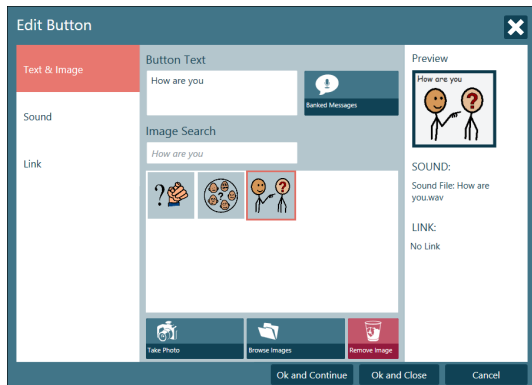 Edit Button
Text & Image
Sound
Link
Button Text
How are you
Banked Messages
Image Search
How are you
?
?
?
Take Photo
Browse Images
Remove Image
Preview
How are you
?
SOUND:
Sound File: How are
you.wav
LINK:
No Link
Ok and Continue
Ok and Close
Cancel